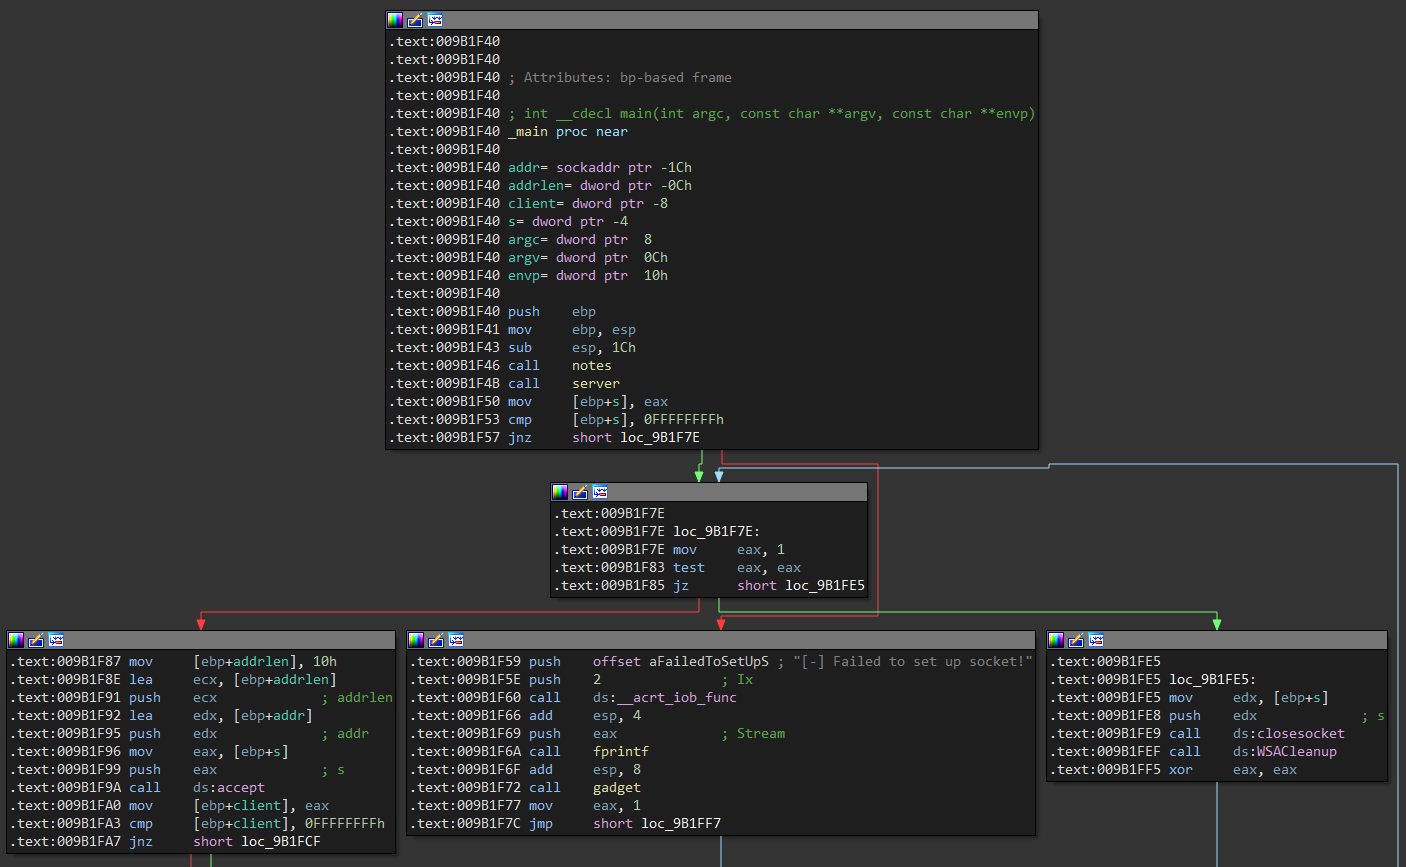 .text:009B1F40
.text:009B1F40
.text:009B1F40 ; Attributes: bp-based frame
.text:009B1F40
.text:009B1F40 ; int __cdecl main(int argc, const char **argv, const char **envp)
.text:009B1F40 _main proc near
.text:009B1F40
.text:009B1F40 addr= sockaddr ptr -1Ch
.text:009B1F40 addrlen= dword ptr -0Ch
.text:009B1F40 client= dword ptr -8
.text:009B1F40 s= dword ptr -4
.text:009B1F40 argc= dword ptr  8
.text:009B1F40 argv= dword ptr  0Ch
.text:009B1F40 envp= dword ptr  10h
.text:009B1F40
.text:009B1F40 push    ebp
.text:009B1F41 mov     ebp, esp
.text:009B1F43 sub     esp, 1Ch
.text:009B1F46 call    notes
.text:009B1F4B call    server
.text:009B1F50 mov     [ebp+s], eax
.text:009B1F53 cmp     [ebp+s], 0FFFFFFFFh
.text:009B1F57 jnz     short loc_9B1F7E
.text:009B1F7E
.text:009B1F7E loc_9B1F7E:
.text:009B1F7E mov     eax, 1
.text:009B1F83 test    eax, eax
.text:009B1F85 jz      short loc_9B1FE5
.text:009B1F87 mov     [ebp+addrlen], 10h
.text:009B1F8E lea     ecx, [ebp+addrlen]
.text:009B1F91 push    ecx             ; addrlen
.text:009B1F92 lea     edx, [ebp+addr]
.text:009B1F95 push    edx             ; addr
.text:009B1F96 mov     eax, [ebp+s]
.text:009B1F99 push    eax             ; s
.text:009B1F9A call    ds:accept
.text:009B1FA0 mov     [ebp+client], eax
.text:009B1FA3 cmp     [ebp+client], 0FFFFFFFFh
.text:009B1FA7 jnz     short loc_9B1FCF
.text:009B1F59 push    offset aFailedToSetUpS ; "[-] Failed to set up socket!"
.text:009B1F5E push    2               ; Ix
.text:009B1F60 call    ds:__acrt_iob_func
.text:009B1F66 add     esp, 4
.text:009B1F69 push    eax             ; Stream
.text:009B1F6A call    fprintf
.text:009B1F6F add     esp, 8
.text:009B1F72 call    gadget
.text:009B1F77 mov     eax, 1
.text:009B1F7C jmp     short loc_9B1FF7
.text:009B1FE5
.text:009B1FE5 loc_9B1FE5:
.text:009B1FE5 mov     edx, [ebp+s]
.text:009B1FE8 push    edx             ; s
.text:009B1FE9 call    ds:closesocket
.text:009B1FEF call    ds:WSACleanup
.text:009B1FF5 xor     eax, eax